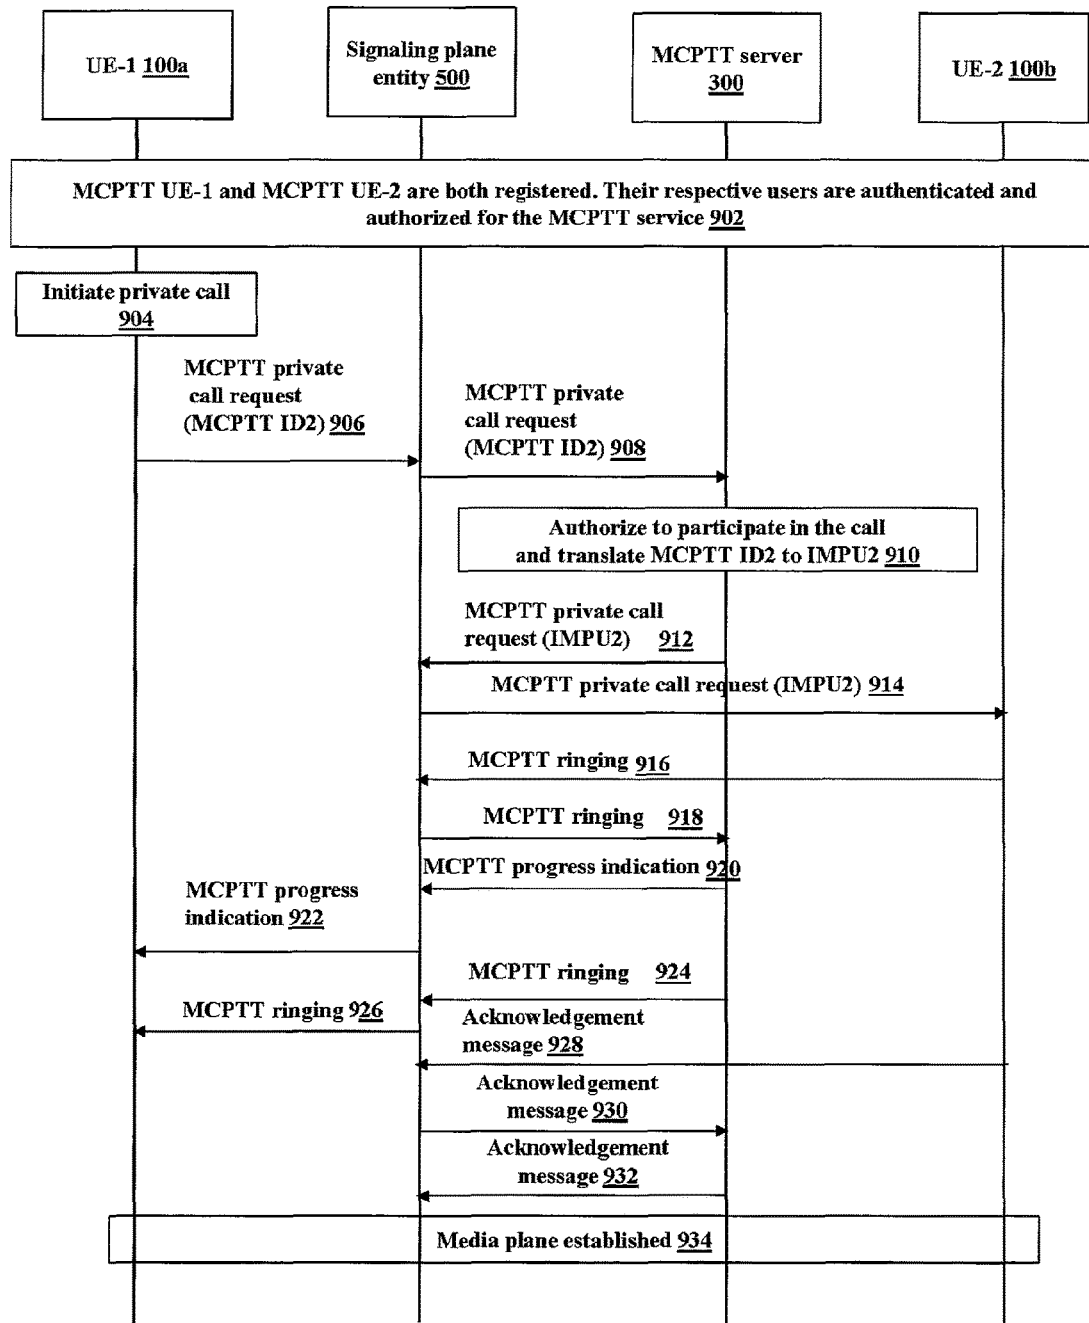 UE-1 100a
Signaling plane
entity 500
MCPTT server
300
UE-2 100b
MCPTT UE-1 and MCPTT UE-2 are both registered. Their respective users are authenticated and
authorized for the MCPTT service 902
Initiate private call
904
MCPTT private
call request
(MCPTT ID2) 906
MCPTT private
call request
(MCPTT ID2) 908
Authorize to participate in the call
and translate MCPTT ID2 to IMPU2 910
MCPTT private call
request (IMPU2) 912
MCPTT private call request (IMPU2) 914
MCPTT ringing 916
MCPTT ringing 918
MCPTT progress indication 920
MCPTT progress
indication 922
MCPTT ringing 924
MCPTT ringing 926
Acknowledgement
message 928
Acknowledgement
message 930
Acknowledgement
message 932
Media plane established 934